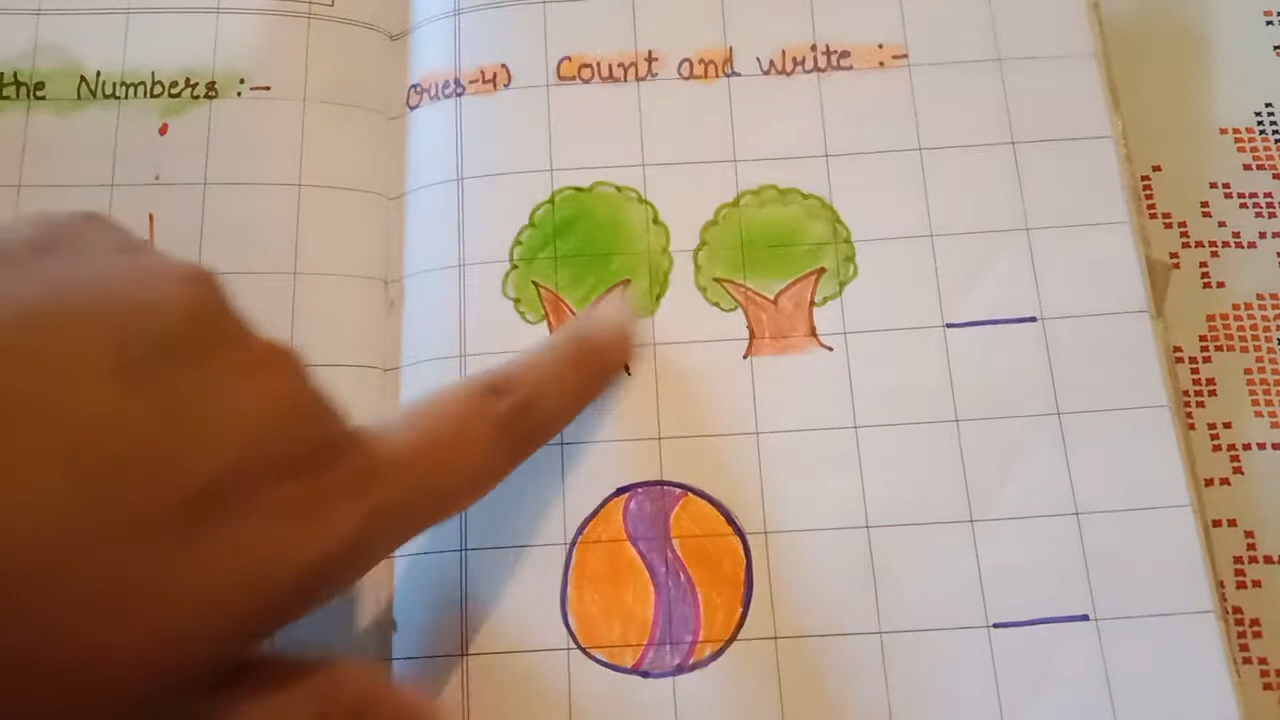 the Numbers :-
Ques-4) Count and write :-